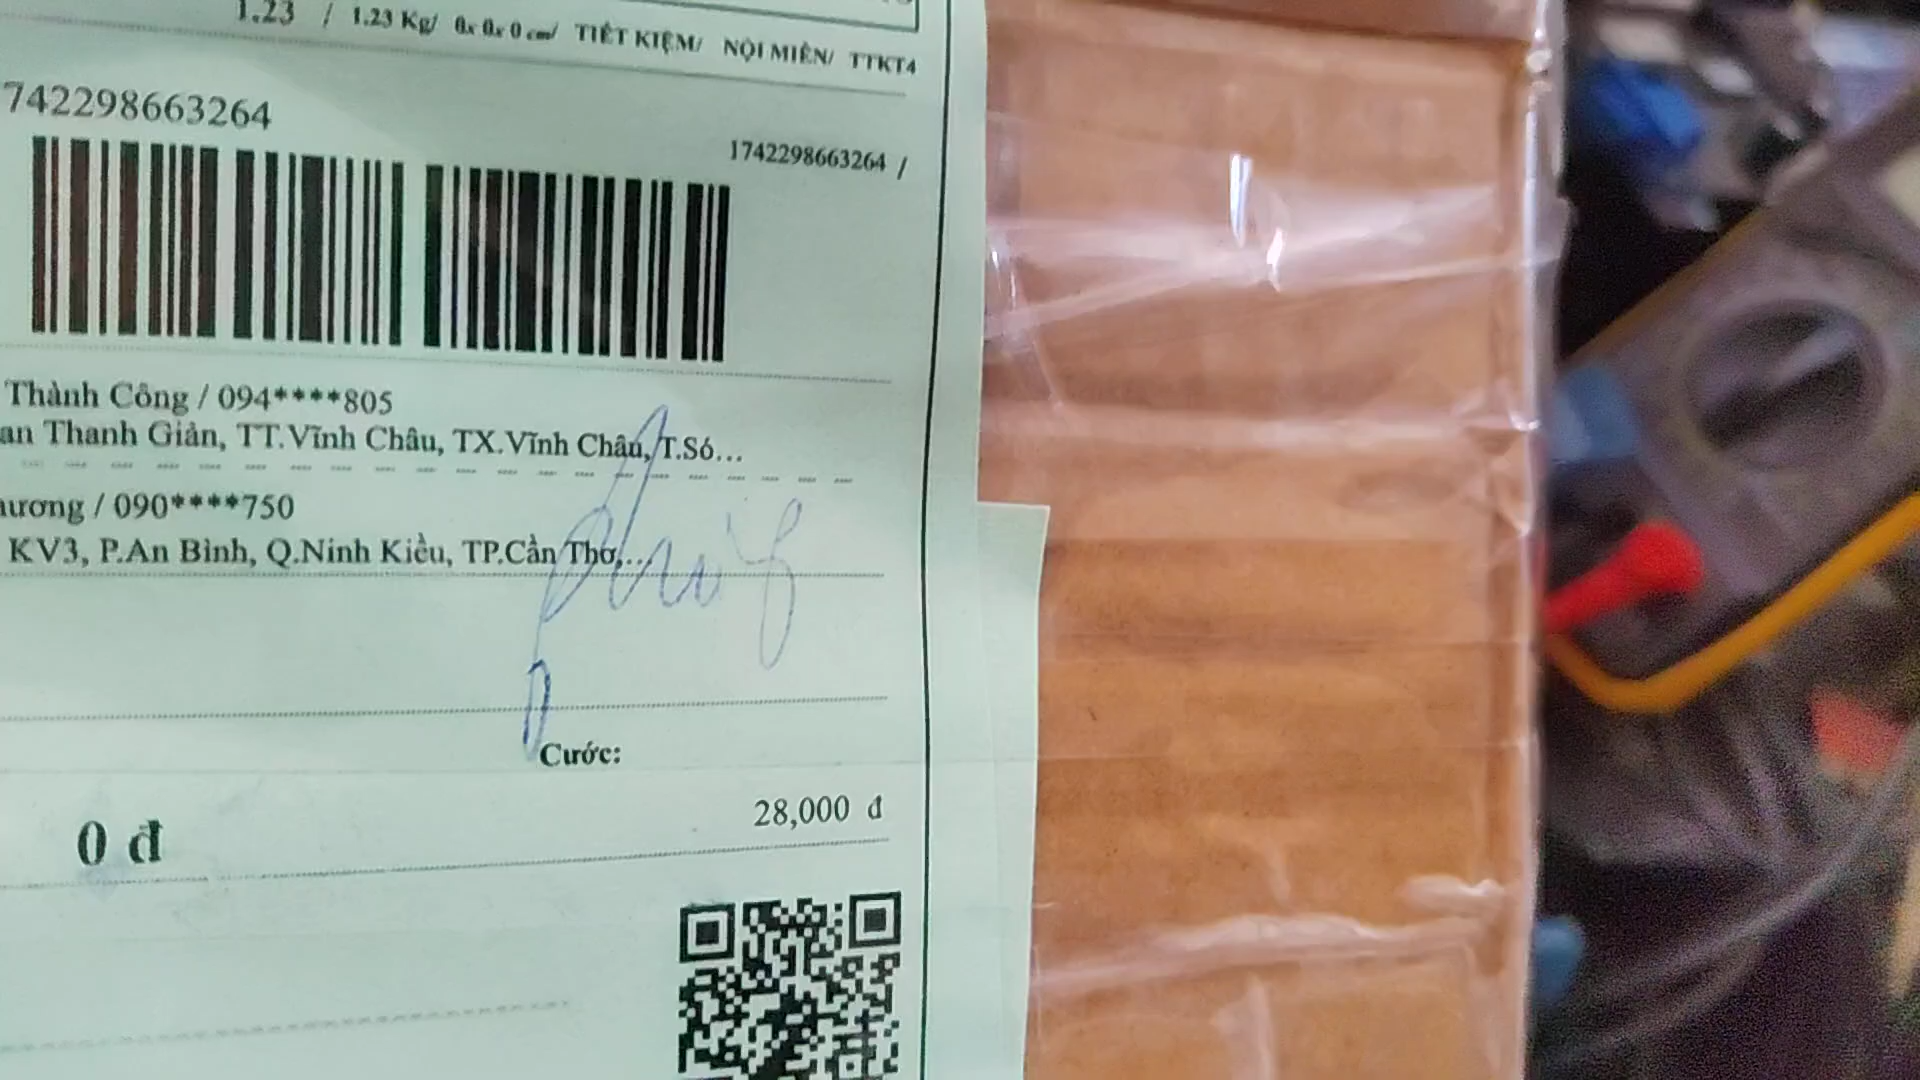 1.23 / 1.23 Kg/ 0x 0x 0 cm/ TIẾT KIỆM/ NỘI MIỀN/ TTKT4
742298663264
1742298663264 /
Thành Công / 094****805
an Thanh Giản, TT.Vĩnh Châu, TX.Vĩnh Châu, T.Só...
ương / 090****750
KV3, P.An Bình, Q.Ninh Kiều, TP.Cần Thơ,...
Cước:
28,000 đ
0 đ